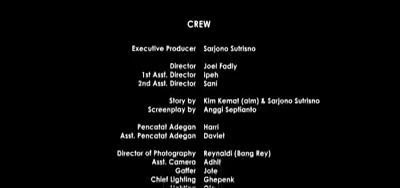 CREW
Executive Producer Sarjono Sutrisno
Director Joel Fadly
1st Asst. Director Ipeh
2nd Asst. Director Sani
Story by Kim Kemat (alm) & Sarjono Sutrisno
Screenplay by Anggi Septianto
Pencatat Adegan Harri
Asst. Pencatat Adegan Daviet
Director of Photography Reynaldi (Bang Rey)
Asst. Camera Adhit
Gaffer Jote
Chief Lighting Ghepenk
Lighting